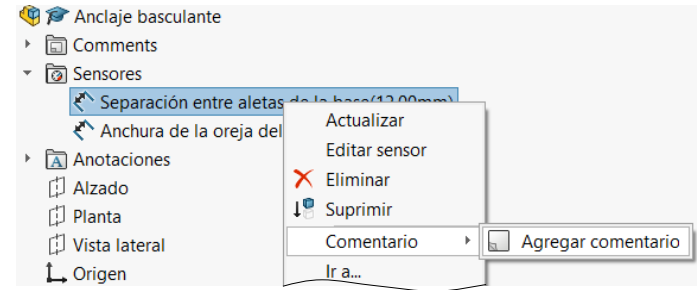 Anclaje basculante
Comments
Sensores
Separación entre aletas de la base(12.00mm)
Anchura de la oreja del
Anotaciones
Alzado
Planta
Vista lateral
Origen
Actualizar
Editar sensor
Eliminar
Suprimir
Comentario
Agregar comentario
Ir a...